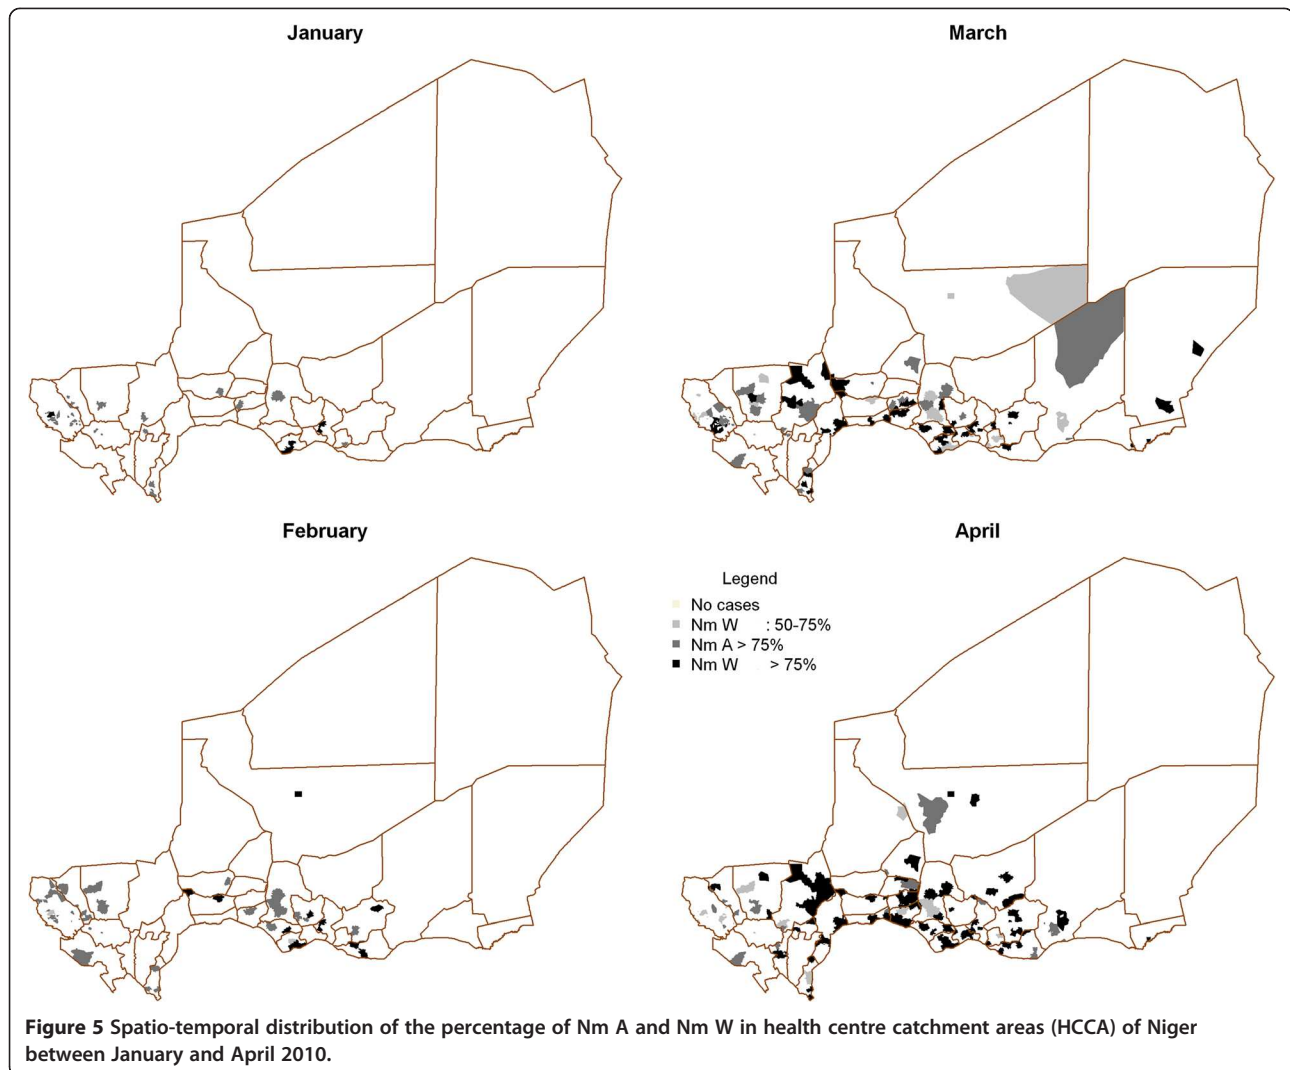 January
March
February
April
Legend
No cases
Nm W : 50-75%
Nm A > 75%
Nm W > 75%
Figure 5 Spatio-temporal distribution of the percentage of Nm A and Nm W in health centre catchment areas (HCCA) of Niger
between January and April 2010.